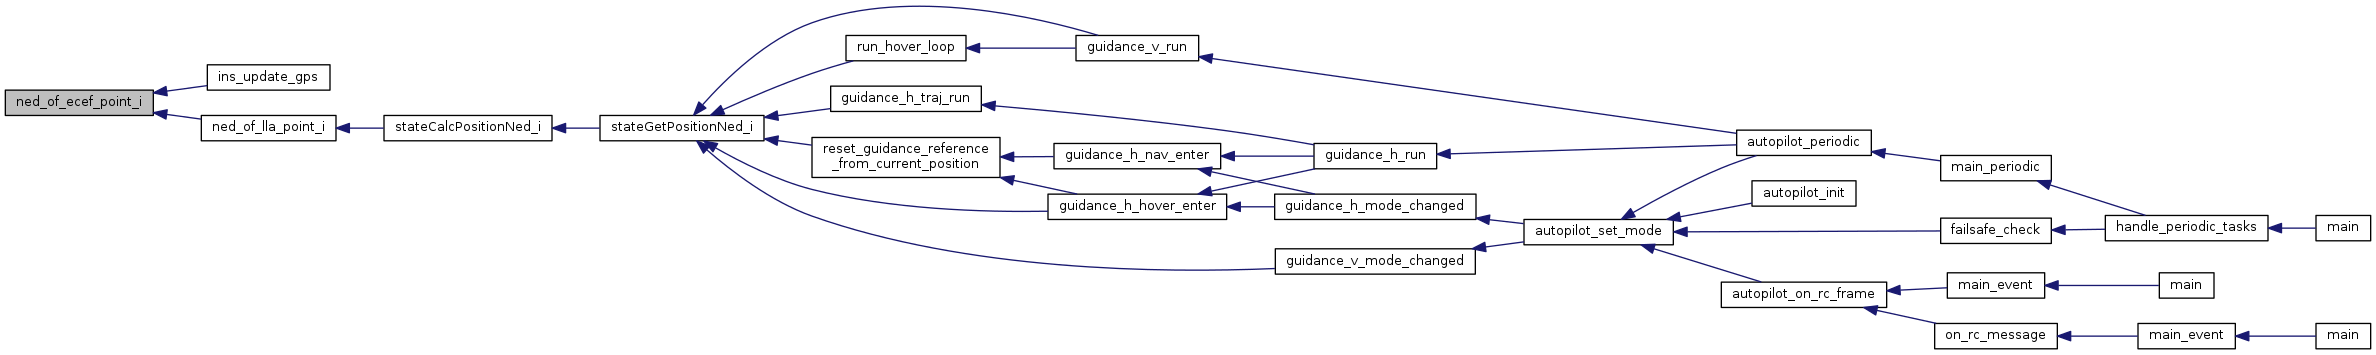 ned_of_ecef_point_i
ins_update_gps
ned_of_lla_point_i
stateCalcPositionNed_i
stateGetPositionNed_i
run_hover_loop
guidance_h_traj_run
reset_guidance_reference
_from_current_position
guidance_v_run
guidance_h_nav_enter
guidance_h_hover_enter
guidance_h_run
guidance_h_mode_changed
guidance_v_mode_changed
autopilot_set_mode
autopilot_periodic
autopilot_init
autopilot_on_rc_frame
main_periodic
failsafe_check
main_event
on_rc_message
handle_periodic_tasks
main
main
main_event
main